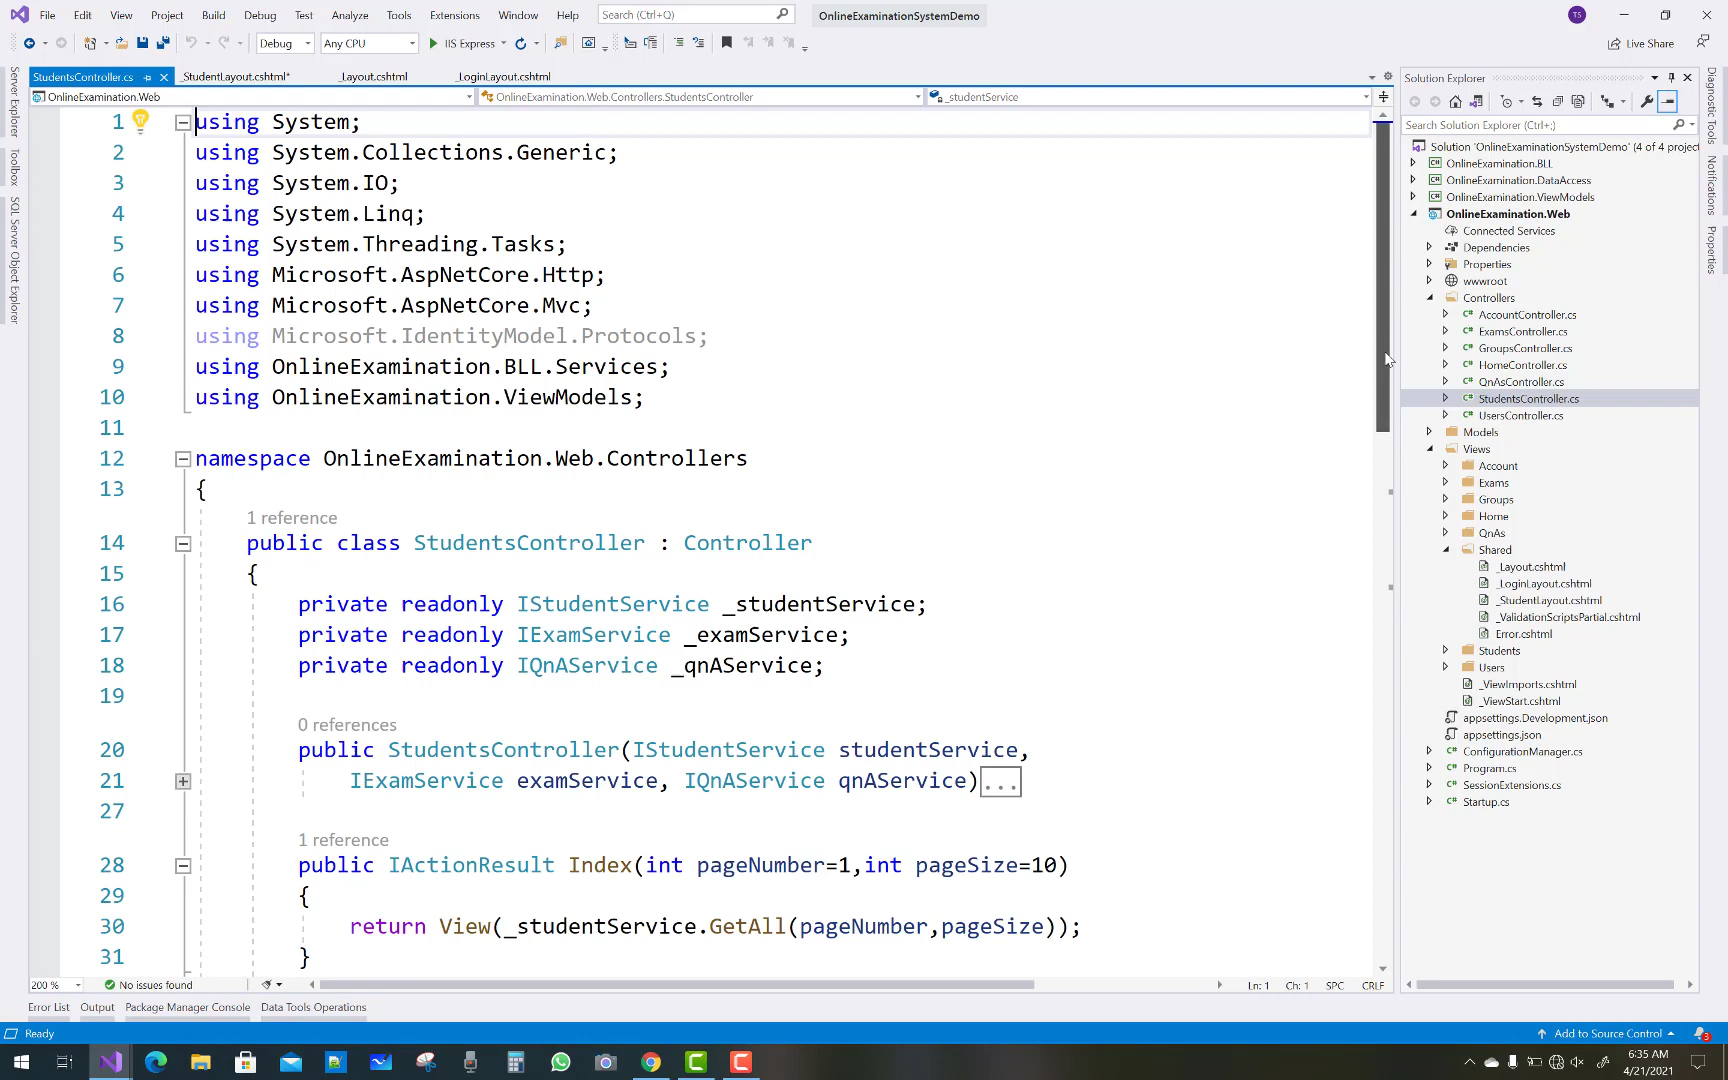 File Edit View Project Build Debug Test Analyze Tools Extensions Window Help Search (Ctrl+Q) OnlineExaminationSystemDemo TS
Debug Any CPU IIS Express Live Share
StudentsController.cs _StudentLayout.cshtml* _Layout.cshtml _LoginLayout.cshtml
OnlineExamination.Web OnlineExamination.Web.Controllers.StudentsController _studentService
Server Explorer
Toolbox
SQL Server Object Explorer
1 using System;
2 using System.Collections.Generic;
3 using System.IO;
4 using System.Linq;
5 using System.Threading.Tasks;
6 using Microsoft.AspNetCore.Http;
7 using Microsoft.AspNetCore.Mvc;
8 using Microsoft.IdentityModel.Protocols;
9 using OnlineExamination.BLL.Services;
10 using OnlineExamination.ViewModels;
11
12 namespace OnlineExamination.Web.Controllers
13 {
1 reference
14 public class StudentsController : Controller
15 {
16 private readonly IStudentService _studentService;
17 private readonly IExamService _examService;
18 private readonly IQnAService _qnAService;
19
0 references
20 public StudentsController(IStudentService studentService,
21 IExamService examService, IQnAService qnAService)...
27
1 reference
28 public IActionResult Index(int pageNumber=1,int pageSize=10)
29 {
30 return View(_studentService.GetAll(pageNumber,pageSize));
31 }
200 % No issues found Ln: 1 Ch: 1 SPC CRLF
Error List Output Package Manager Console Data Tools Operations
Solution Explorer
Search Solution Explorer (Ctrl+;)
Solution 'OnlineExaminationSystemDemo' (4 of 4 project
OnlineExamination.BLL
OnlineExamination.DataAccess
OnlineExamination.ViewModels
OnlineExamination.Web
Connected Services
Dependencies
Properties
wwwroot
Controllers
AccountController.cs
ExamsController.cs
GroupsController.cs
HomeController.cs
QnAsController.cs
StudentsController.cs
UsersController.cs
Models
Views
Account
Exams
Groups
Home
QnAs
Shared
_Layout.cshtml
_LoginLayout.cshtml
_StudentLayout.cshtml
_ValidationScriptsPartial.cshtml
Error.cshtml
Students
Users
_ViewImports.cshtml
_ViewStart.cshtml
appsettings.Development.json
appsettings.json
ConfigurationManager.cs
Program.cs
SessionExtensions.cs
Startup.cs
Diagnostic Tools
Notifications
Properties
Ready Add to Source Control 3
6:35 AM
4/21/2021